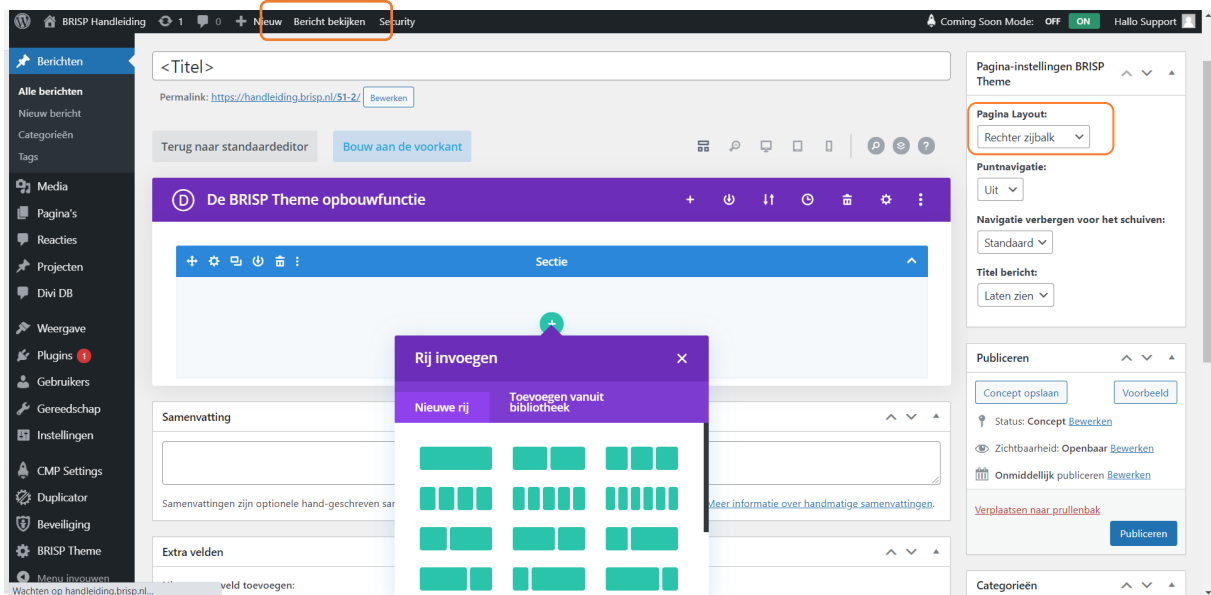 BRISP Handleiding 1 0 + Nieuw Bericht bekijken Security Coming Soon Mode: OFF ON Hallo Support
Berichten
Alle berichten
Nieuw bericht
Categorieën
Tags
Media
Pagina's
Reacties
Projecten
Divi DB
Weergave
Plugins 1
Gebruikers
Gereedschap
Instellingen
CMP Settings
Duplicator
Beveiliging
BRISP Theme
Menu invouwen
Wachten op handleiding.brisp.nl...
<Titel>
Permalink: https://handleiding.brisp.nl/51-2/ Bewerken
Terug naar standaardeditor Bouw aan de voorkant
De BRISP Theme opbouwfunctie
Sectie
Rij invoegen
Nieuwe rij
Toevoegen vanuit
bibliotheek
Samenvatting
Samenvattingen zijn optionele hand-geschreven
Meer informatie over handmatige samenvattingen.
Extra velden
veld toevoegen:
Pagina-instellingen BRISP
Theme
Pagina Layout:
Rechter zijbalk
Puntnavigatie:
Uit
Navigatie verbergen voor het schuiven:
Standaard
Titel bericht:
Laten zien
Publiceren
Concept opslaan Voorbeeld
Status: Concept Bewerken
Zichtbaarheid: Openbaar Bewerken
Onmiddellijk publiceren Bewerken
Verplaatsen naar prullenbak
Publiceren
Categorieën